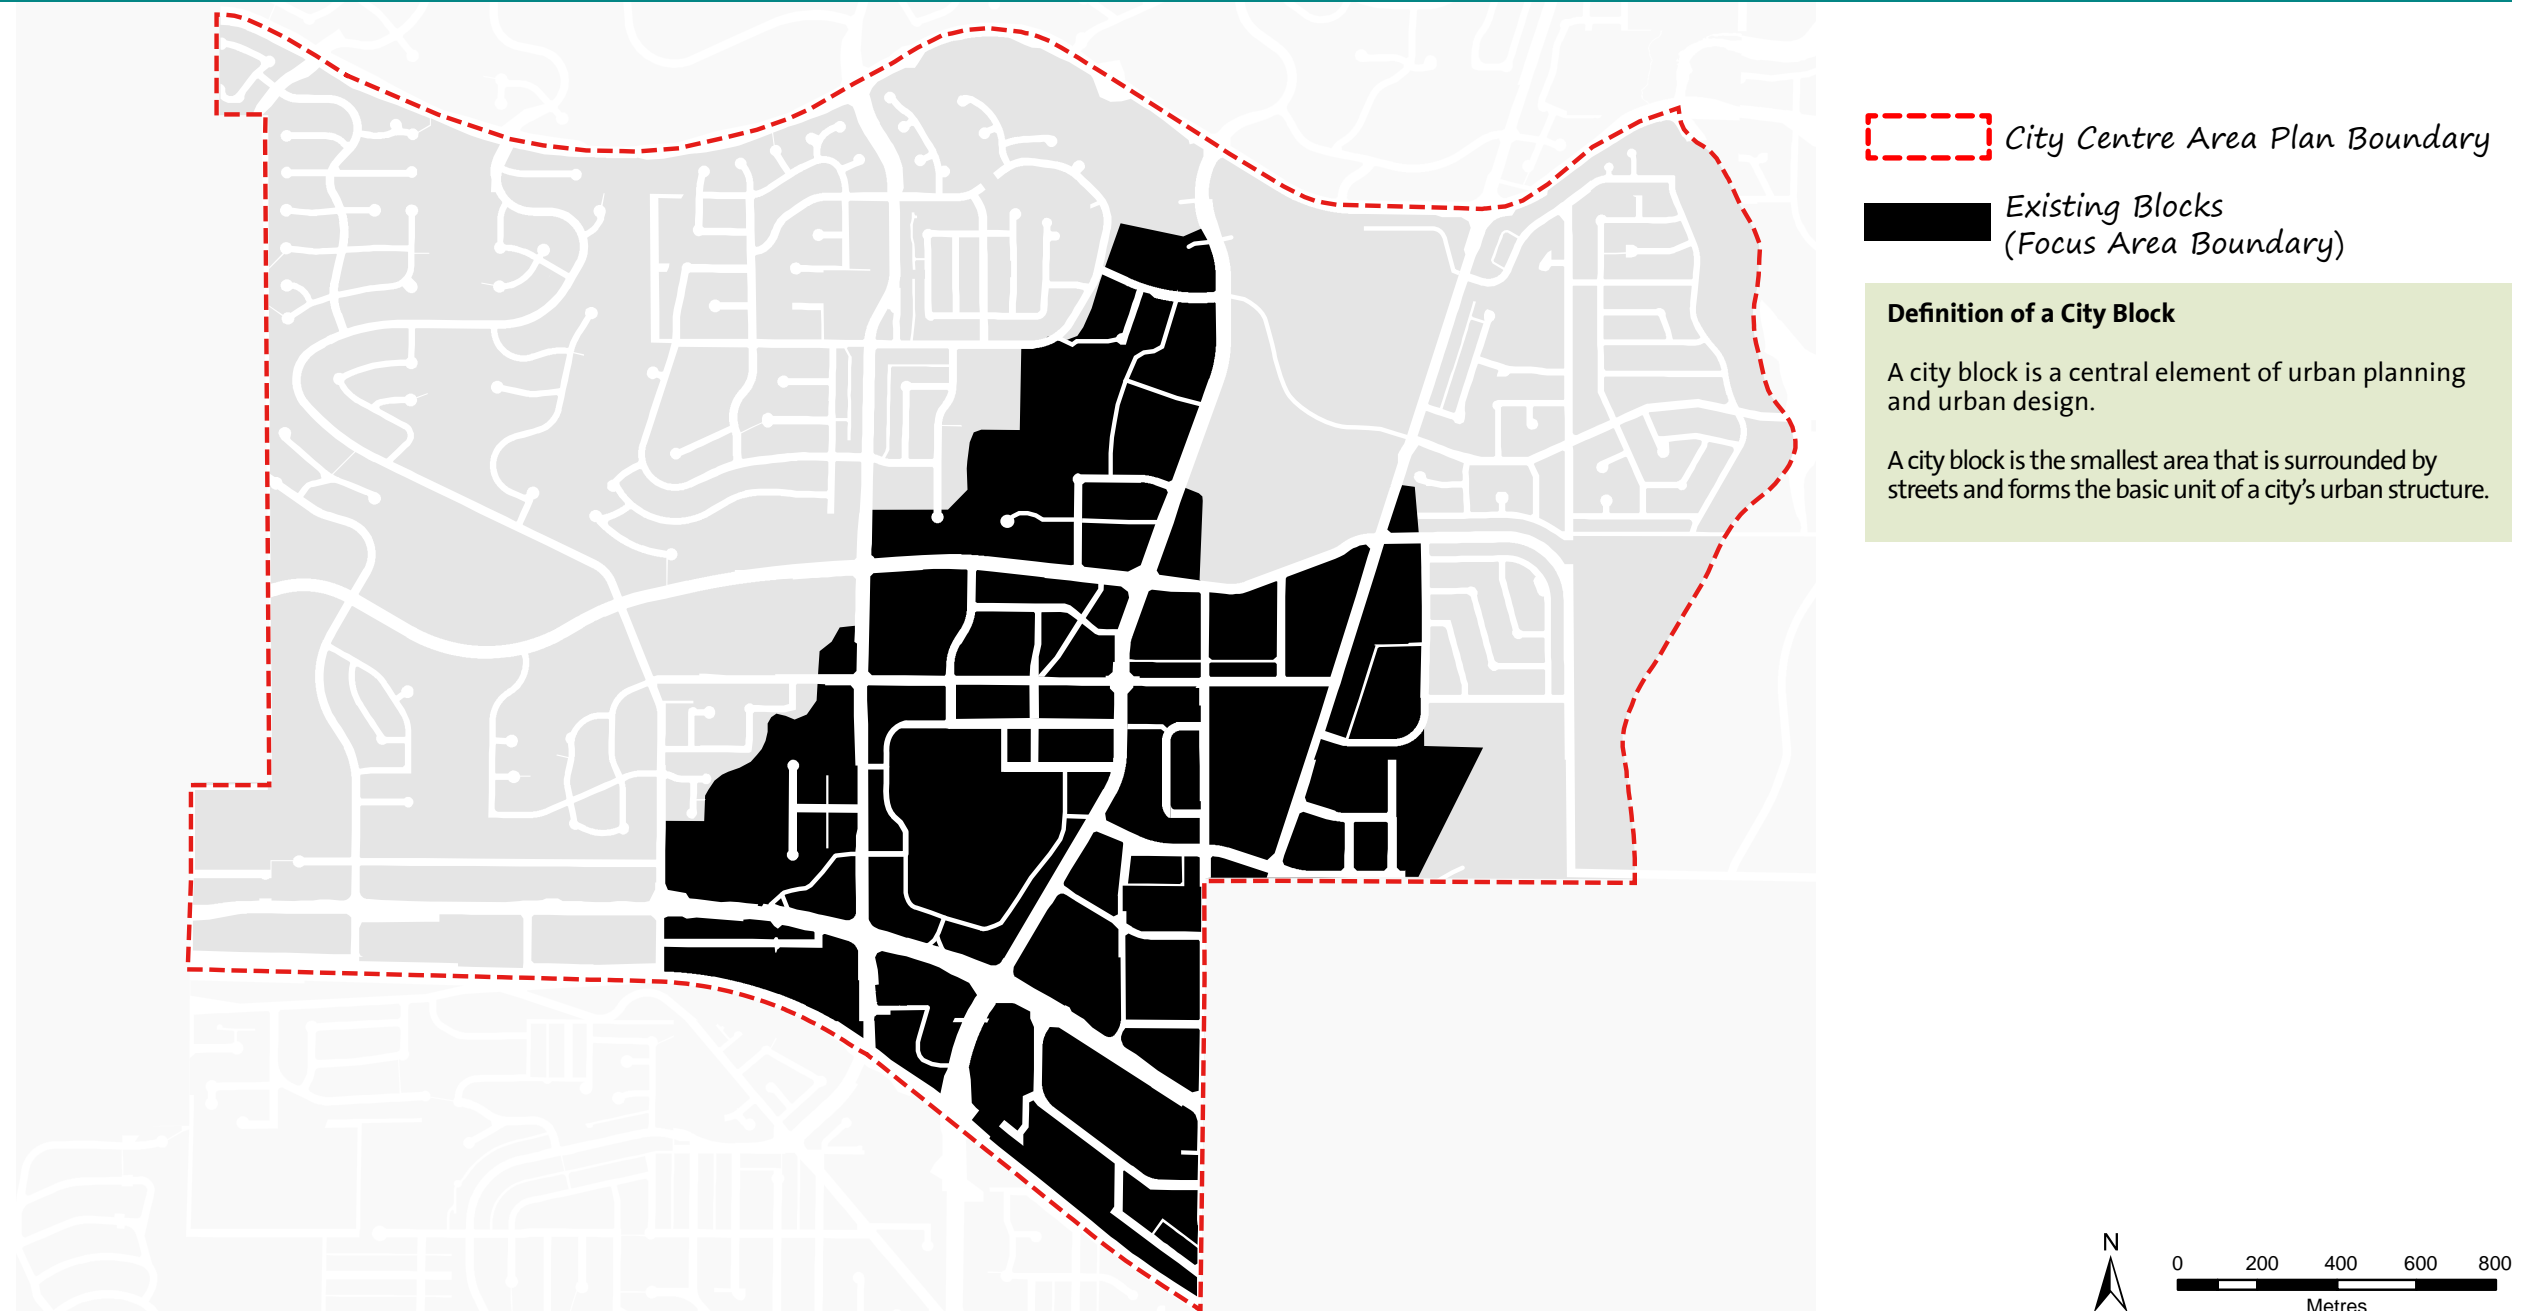 City Centre Area Plan Boundary
Existing Blocks
(Focus Area Boundary)
Definition of a City Block
A city block is a central element of urban planning
and urban design.
A city block is the smallest area that is surrounded by
streets and forms the basic unit of a city's urban structure.
N
0 200 400 600 800
Metres